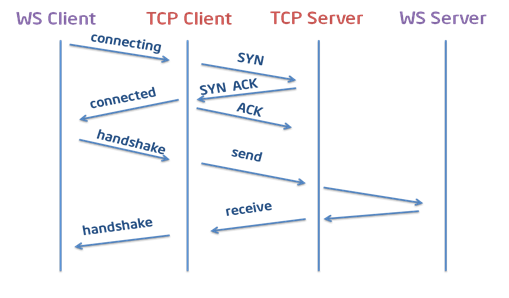 WS Client
TCP Client
TCP Server
WS Server
connecting
SYN
SYN ACK
connected
ACK
handshake
send
receive
handshake